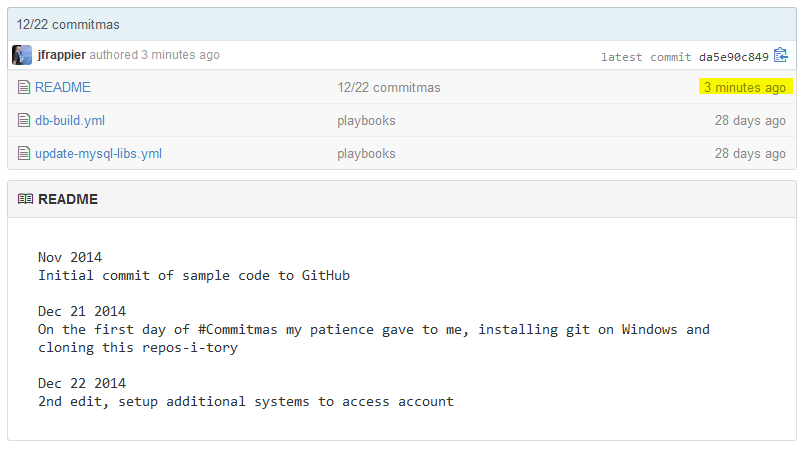 12/22 commitmas
jfrappier authored 3 minutes ago latest commit da5e90c849
README 12/22 commitmas 3 minutes ago
db-build.yml playbooks 28 days ago
update-mysql-libs.yml playbooks 28 days ago
README
Nov 2014
Initial commit of sample code to GitHub
Dec 21 2014
On the first day of #Commitmas my patience gave to me, installing git on Windows and
cloning this repos-i-tory
Dec 22 2014
2nd edit, setup additional systems to access account